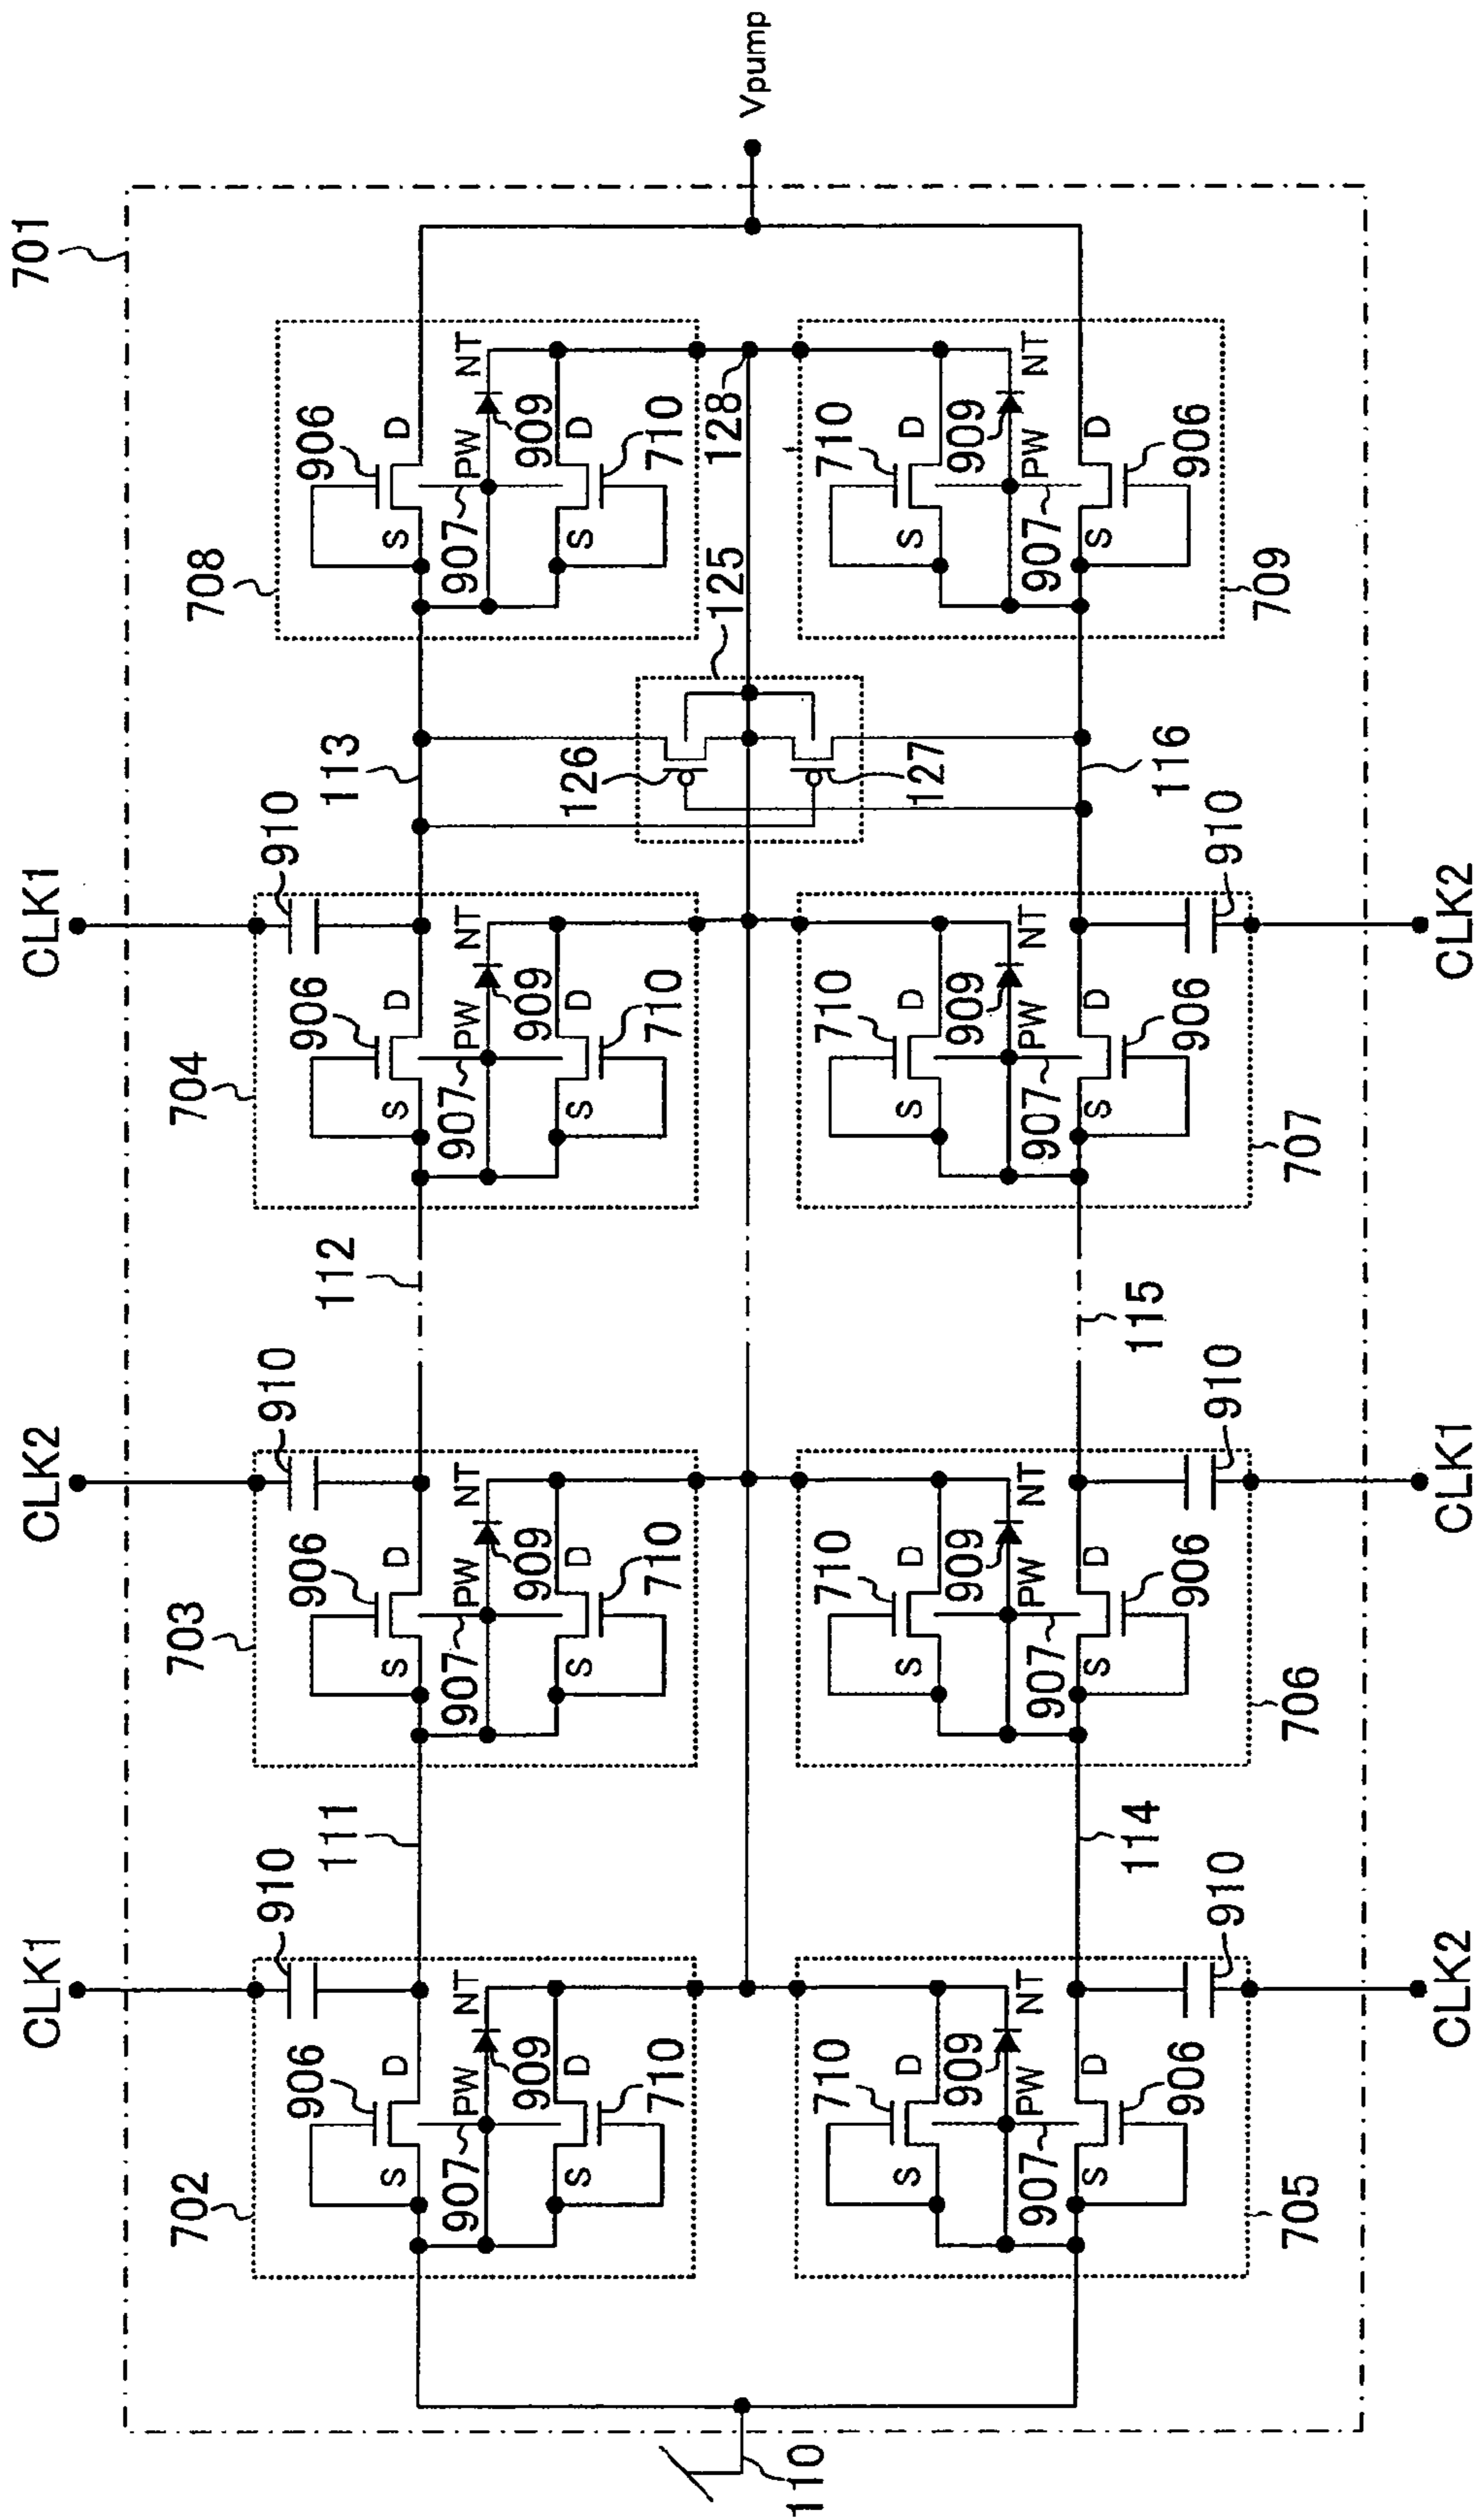 701
CLK1
CLK2
CLK1
910
910
910
702
703
704
708
906
906
906
906
S
D
S
D
S
D
S
D
111
112
113
907
PW
NT
907
PW
NT
907
PW
NT
907
PW
NT
909
909
909
909
S
D
S
D
S
D
S
D
710
710
710
710
126
125
128
Vpump
110
127
710
710
710
710
S
D
S
D
S
D
S
D
909
909
909
909
907
PW
NT
907
PW
NT
907
PW
NT
907
PW
NT
S
D
S
D
S
D
S
D
114
115
116
906
906
906
906
910
910
910
705
706
707
709
CLK2
CLK1
CLK2